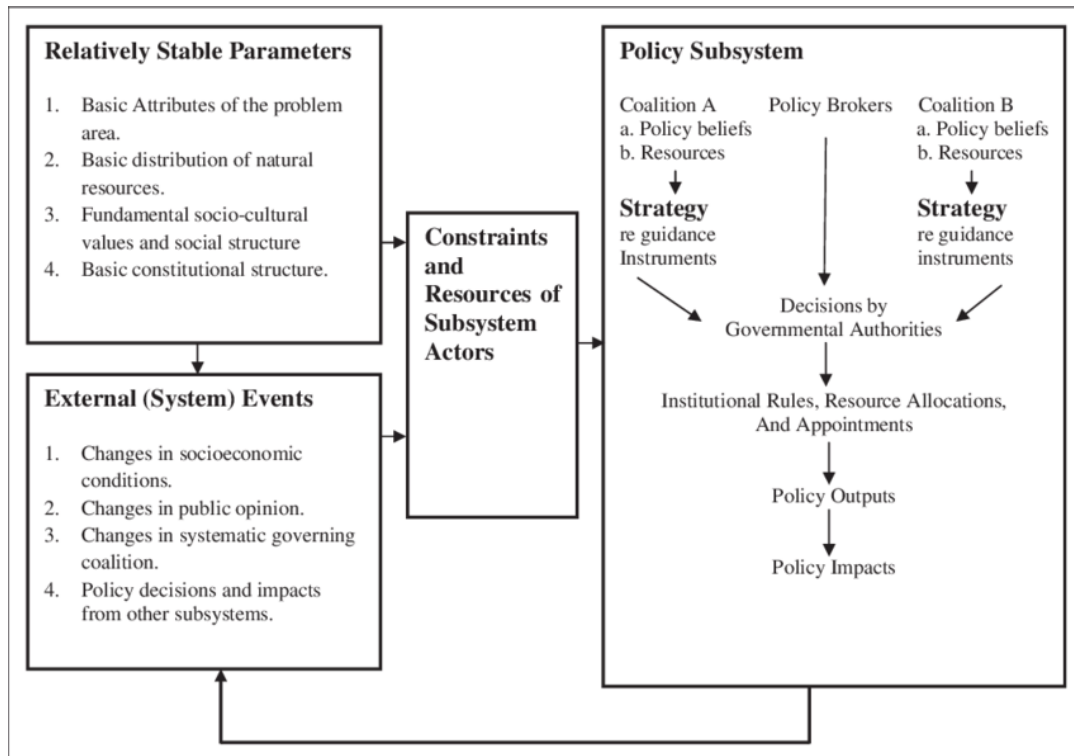 Relatively Stable Parameters
1. Basic Attributes of the problem
area.
2. Basic distribution of natural
resources.
3. Fundamental socio-cultural
values and social structure
4. Basic constitutional structure.
External (System) Events
1. Changes in socioeconomic
conditions.
2. Changes in public opinion.
3. Changes in systematic governing
coalition.
4. Policy decisions and impacts
from other subsystems.
Constraints
and
Resources of
Subsystem
Actors
Policy Subsystem
Coalition A
a. Policy beliefs
b. Resources
Strategy
re guidance
Instruments
Policy Brokers
Coalition B
a. Policy beliefs
b. Resources
Strategy
re guidance
instruments
Decisions by
Governmental Authorities
Institutional Rules, Resource Allocations,
And Appointments
Policy Outputs
Policy Impacts